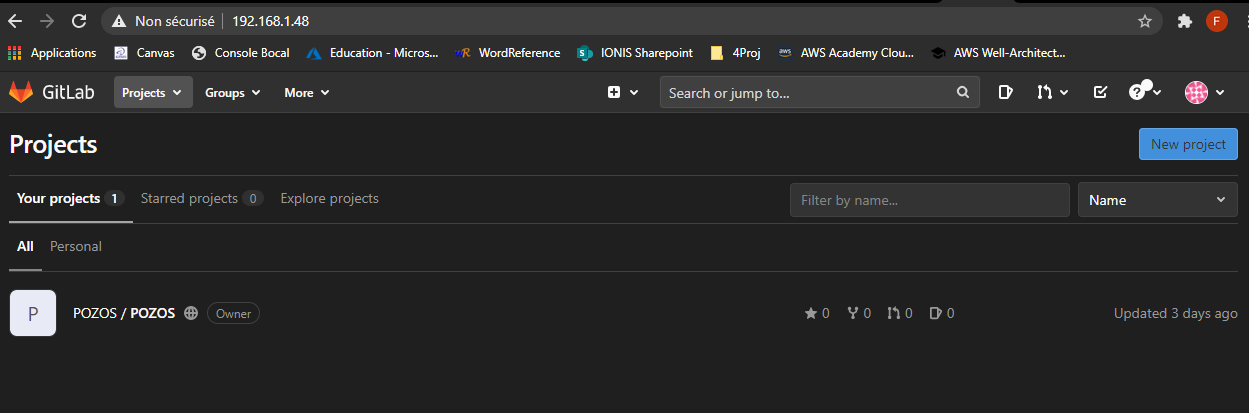 Non sécurisé | 192.168.1.48 F
Applications Canvas Console Bocal Education - Micros... WordReference IONIS Sharepoint 4Proj AWS Academy Clou... AWS Well-Architect...
GitLab Projects Groups More Search or jump to...
Projects New project
Your projects 1 Starred projects 0 Explore projects Filter by name... Name
All Personal
P POZOS / POZOS Owner 0 0 0 0 Updated 3 days ago